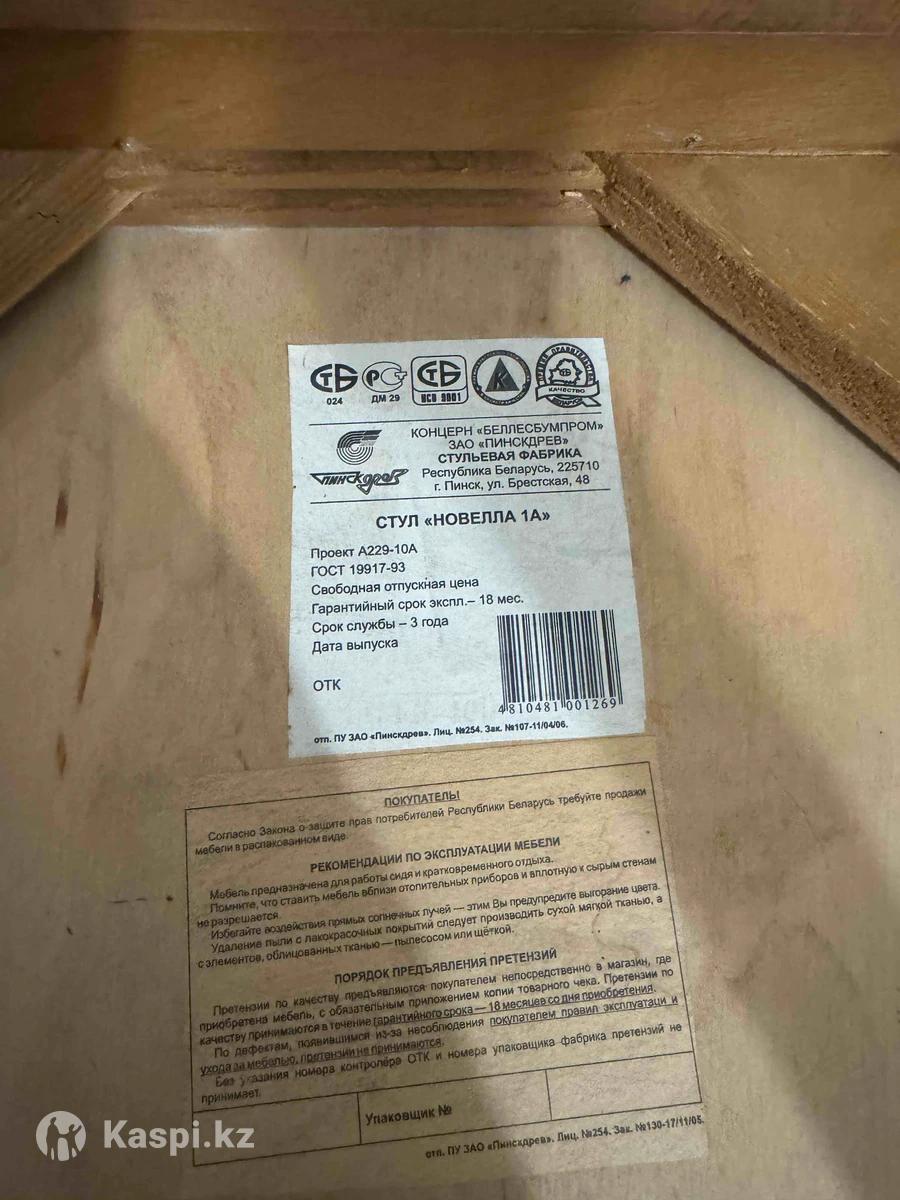 СТБ
024
РСТ
ДМ 29
СТБ
ИСО 9001
К
КАЧЕСТВО
БЕЛАРУСЬ
ПИНСКДРЕВ
КОНЦЕРН «БЕЛЛЕСБУМПРОМ»
ЗАО «ПИНСКДРЕВ»
СТУЛЬЕВАЯ ФАБРИКА
Республика Беларусь, 225710
г. Пинск, ул. Брестская, 48
СТУЛ «НОВЕЛЛА 1А»
Проект А229-10А
ГОСТ 19917-93
Свободная отпускная цена
Гарантийный срок экспл.– 18 мес.
Срок службы – 3 года
Дата выпуска
ОТК
4 810481 001269
отп. ПУ ЗАО «Пинскдрев». Лиц. №254. Зак. №107-11/04/06.
ПОКУПАТЕЛЬ!
Согласно Закона о защите прав потребителей Республики Беларусь требуйте продажи
мебели в распакованном виде.
РЕКОМЕНДАЦИИ ПО ЭКСПЛУАТАЦИИ МЕБЕЛИ
Мебель предназначена для работы сидя и кратковременного отдыха.
Помните, что ставить мебель вблизи отопительных приборов и вплотную к сырым стенам
не разрешается.
Избегайте воздействия прямых солнечных лучей — этим Вы предупредите выгорание цвета.
Удаление пыли с лакокрасочных покрытий следует производить сухой мягкой тканью, а
с элементов, облицованных тканью — пылесосом или щёткой.
ПОРЯДОК ПРЕДЪЯВЛЕНИЯ ПРЕТЕНЗИЙ
Претензии по качеству предъявляются покупателем непосредственно в магазин, где
приобретена мебель, с обязательным приложением копии товарного чека. Претензии по
качеству принимаются в течение гарантийного срока — 18 месяцев со дня приобретения.
По дефектам, появившимся из-за несоблюдения покупателем правил эксплуатаци и
ухода за мебелью, претензии не принимаются.
Без указания номера контролёра ОТК и номера упаковщика фабрика претензий не
принимает.
Упаковщик №
отп. ПУ ЗАО «Пинскдрев». Лиц. №254. Зак. №130-17/11/05.
Kaspi.kz